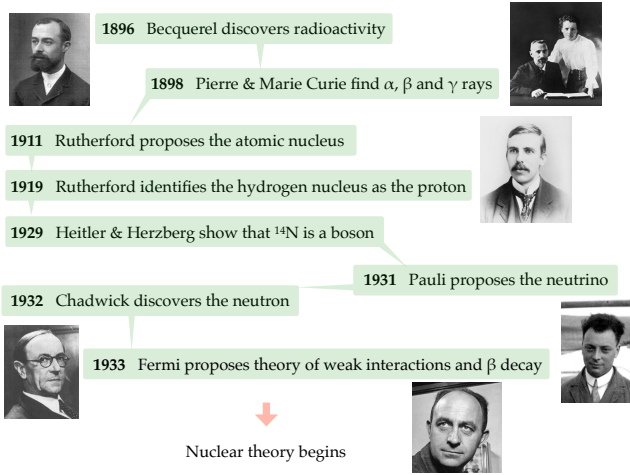 1896 Becquerel discovers radioactivity
1898 Pierre & Marie Curie find α, β and γ rays
1911 Rutherford proposes the atomic nucleus
1919 Rutherford identifies the hydrogen nucleus as the proton
1929 Heitler & Herzberg show that ¹⁴N is a boson
1931 Pauli proposes the neutrino
1932 Chadwick discovers the neutron
1933 Fermi proposes theory of weak interactions and β decay
Nuclear theory begins